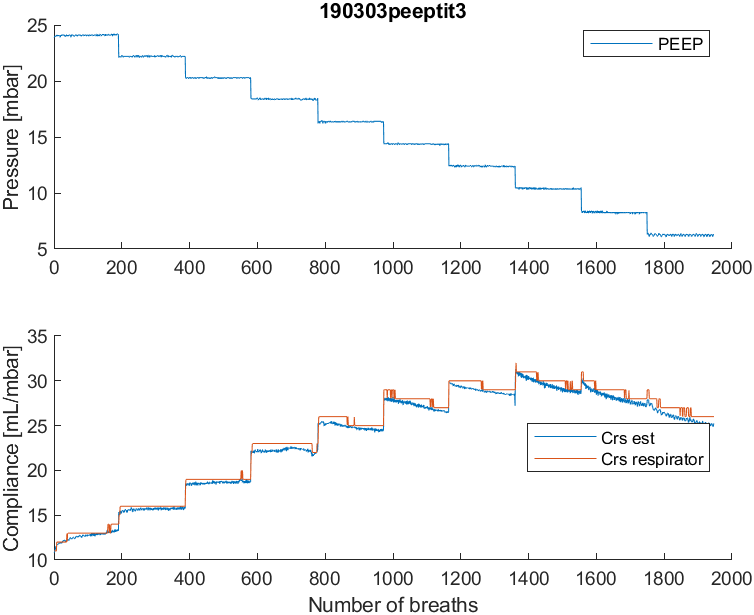 190303peeptit3
25
20
15
10
5
Pressure [mbar]
PEEP
0 200 400 600 800 1000 1200 1400 1600 1800 2000
35
30
25
20
15
10
Compliance [mL/mbar]
Crs est
Crs respirator
0 200 400 600 800 1000 1200 1400 1600 1800 2000
Number of breaths